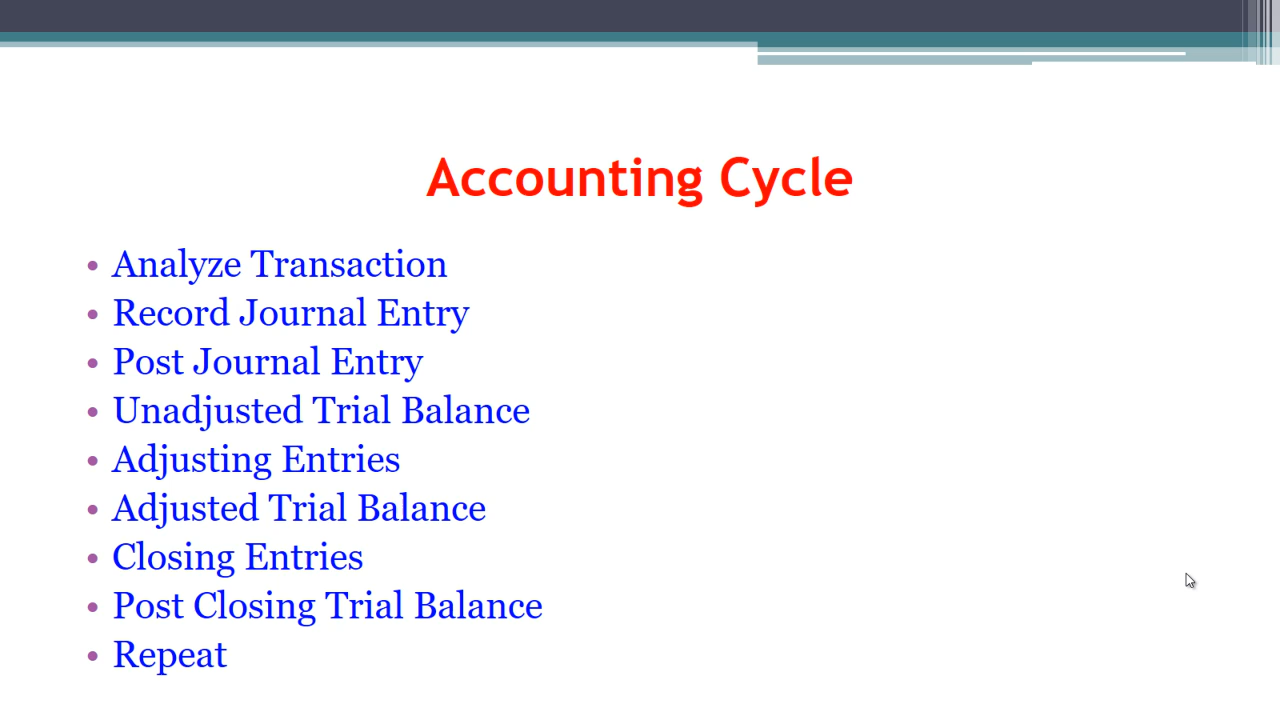 Accounting Cycle
• Analyze Transaction
• Record Journal Entry
• Post Journal Entry
• Unadjusted Trial Balance
• Adjusting Entries
• Adjusted Trial Balance
• Closing Entries
• Post Closing Trial Balance
• Repeat